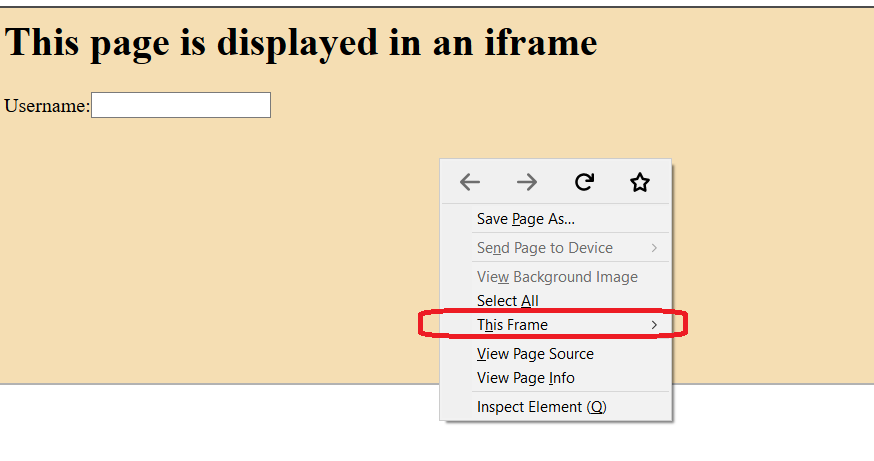 This page is displayed in an iframe
Username:
Save Page As...
Send Page to Device
View Background Image
Select All
This Frame
View Page Source
View Page Info
Inspect Element (Q)